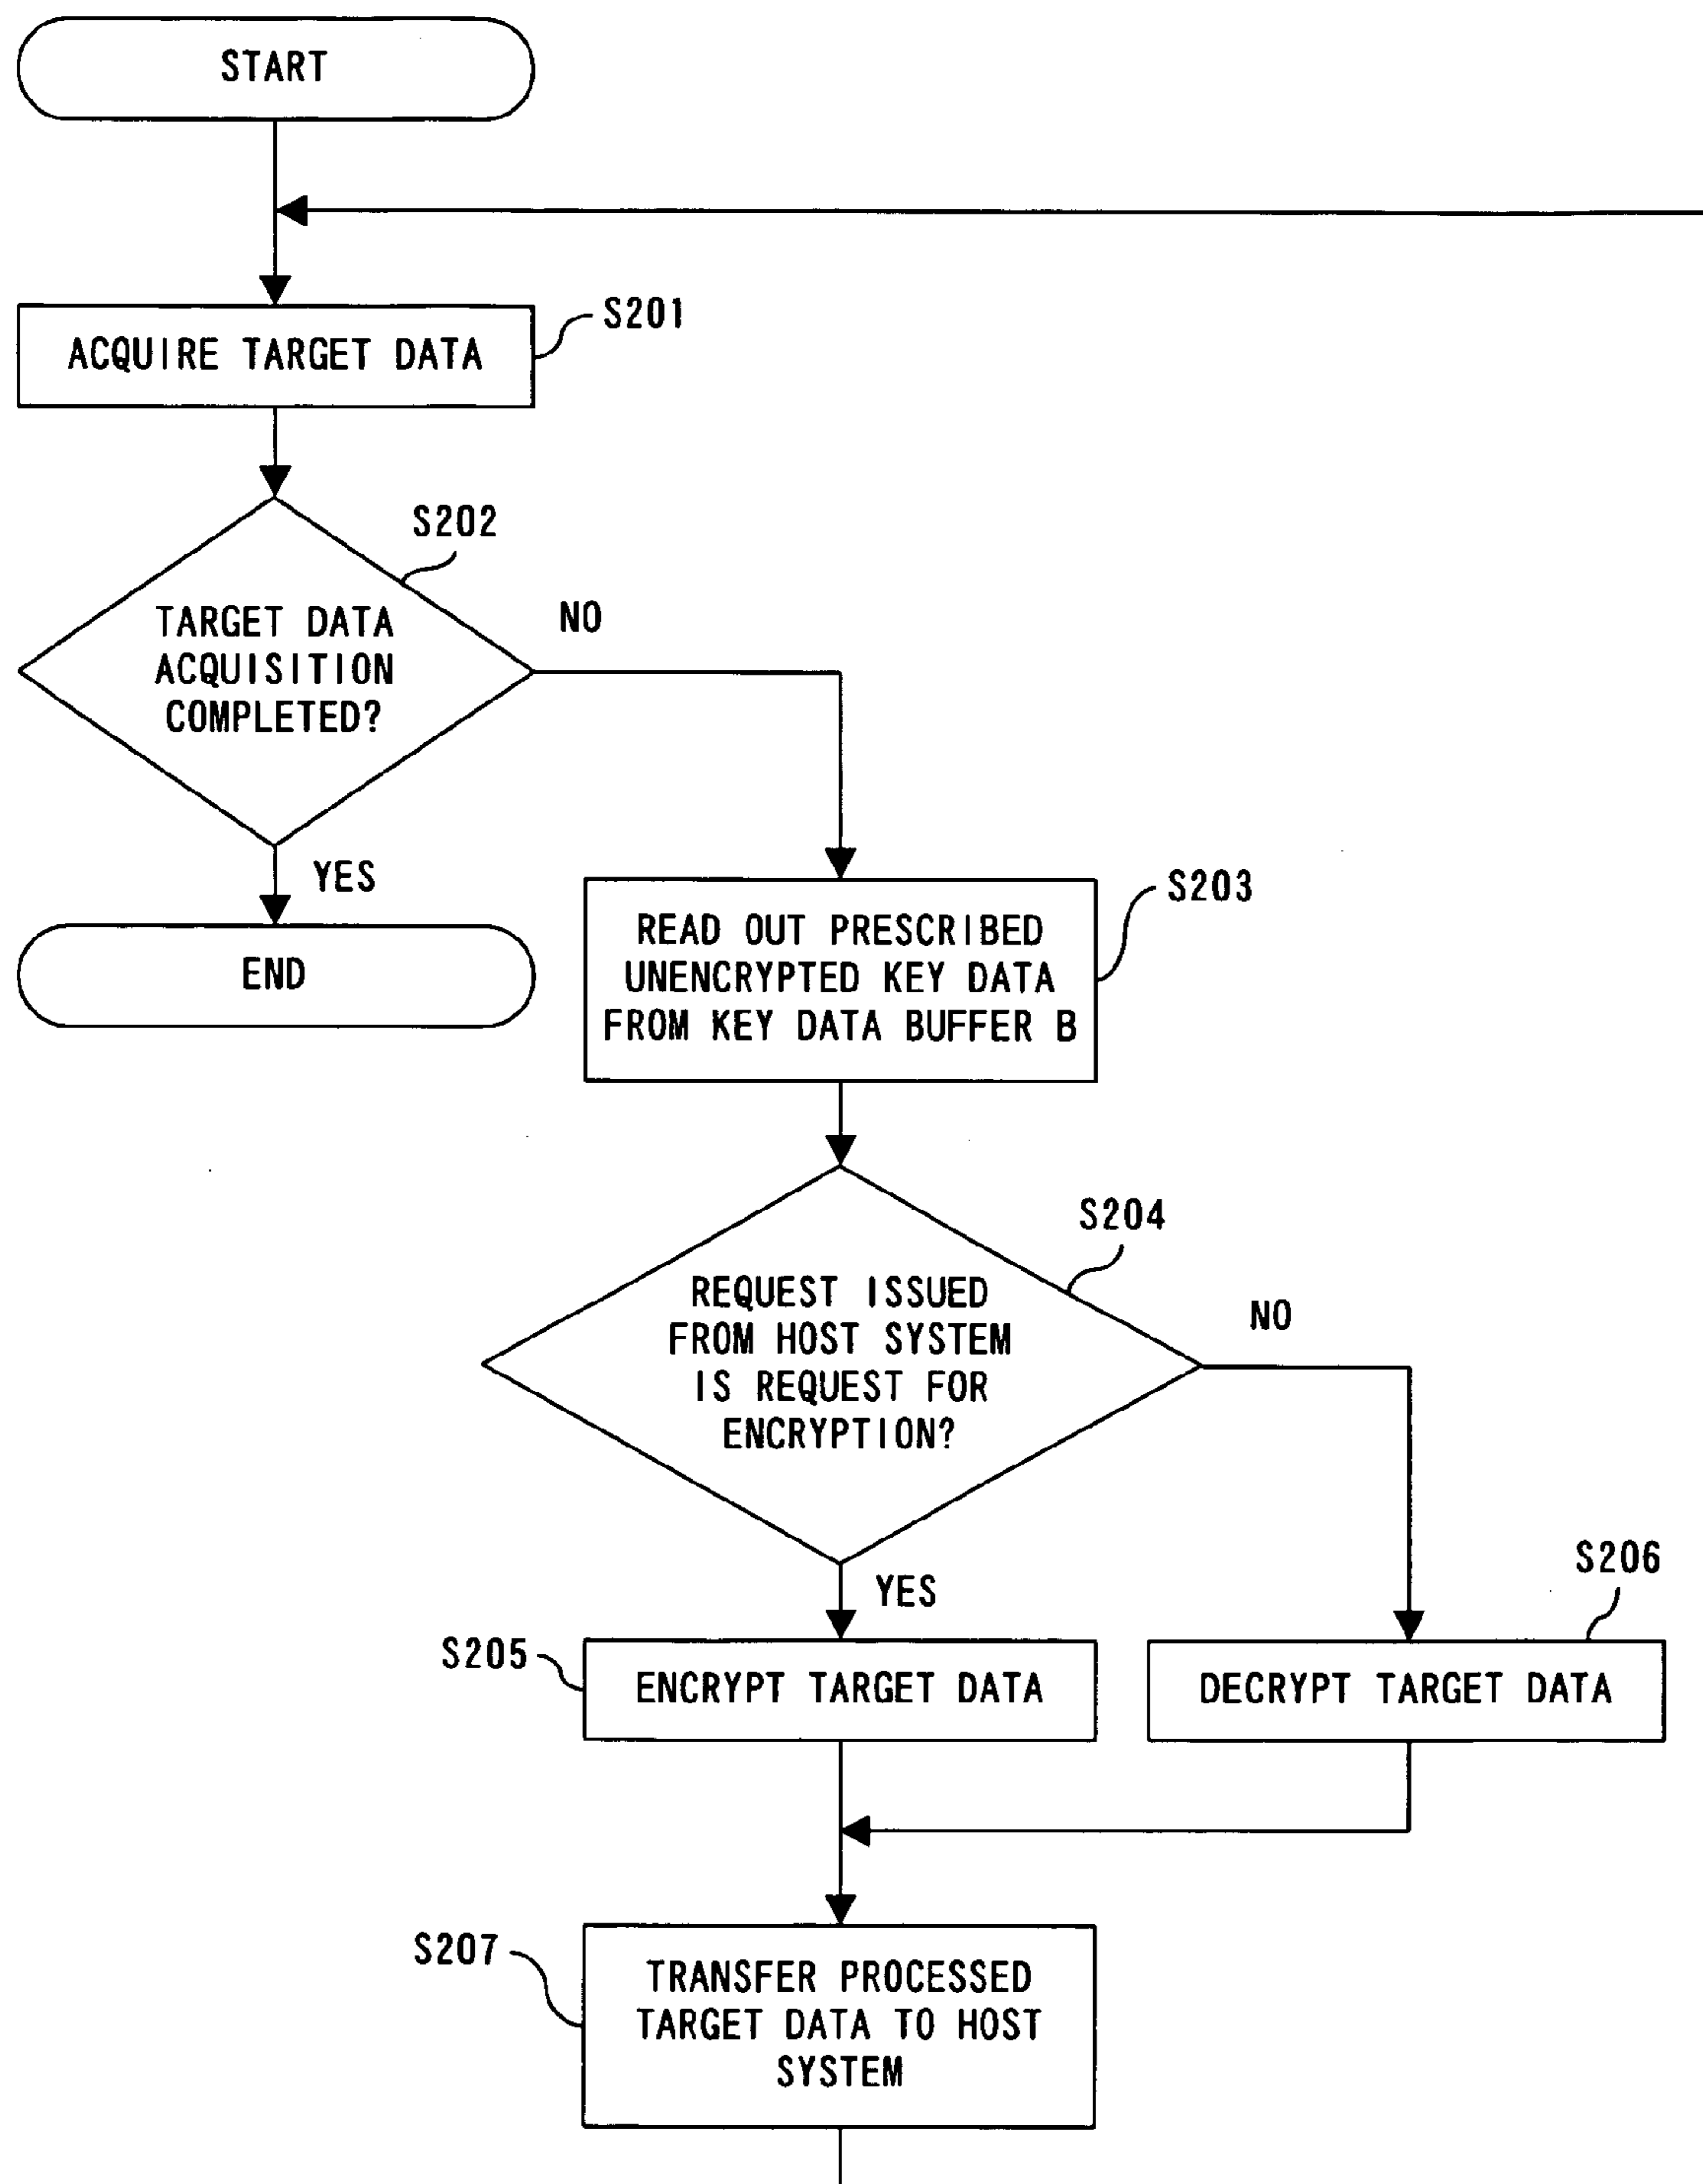 START
S201
ACQUIRE TARGET DATA
S202
TARGET DATA
ACQUISITION
COMPLETED?
NO
YES
END
S203
READ OUT PRESCRIBED
UNENCRYPTED KEY DATA
FROM KEY DATA BUFFER B
S204
REQUEST ISSUED
FROM HOST SYSTEM
IS REQUEST FOR
ENCRYPTION?
NO
YES
S205
ENCRYPT TARGET DATA
S206
DECRYPT TARGET DATA
S207
TRANSFER PROCESSED
TARGET DATA TO HOST
SYSTEM